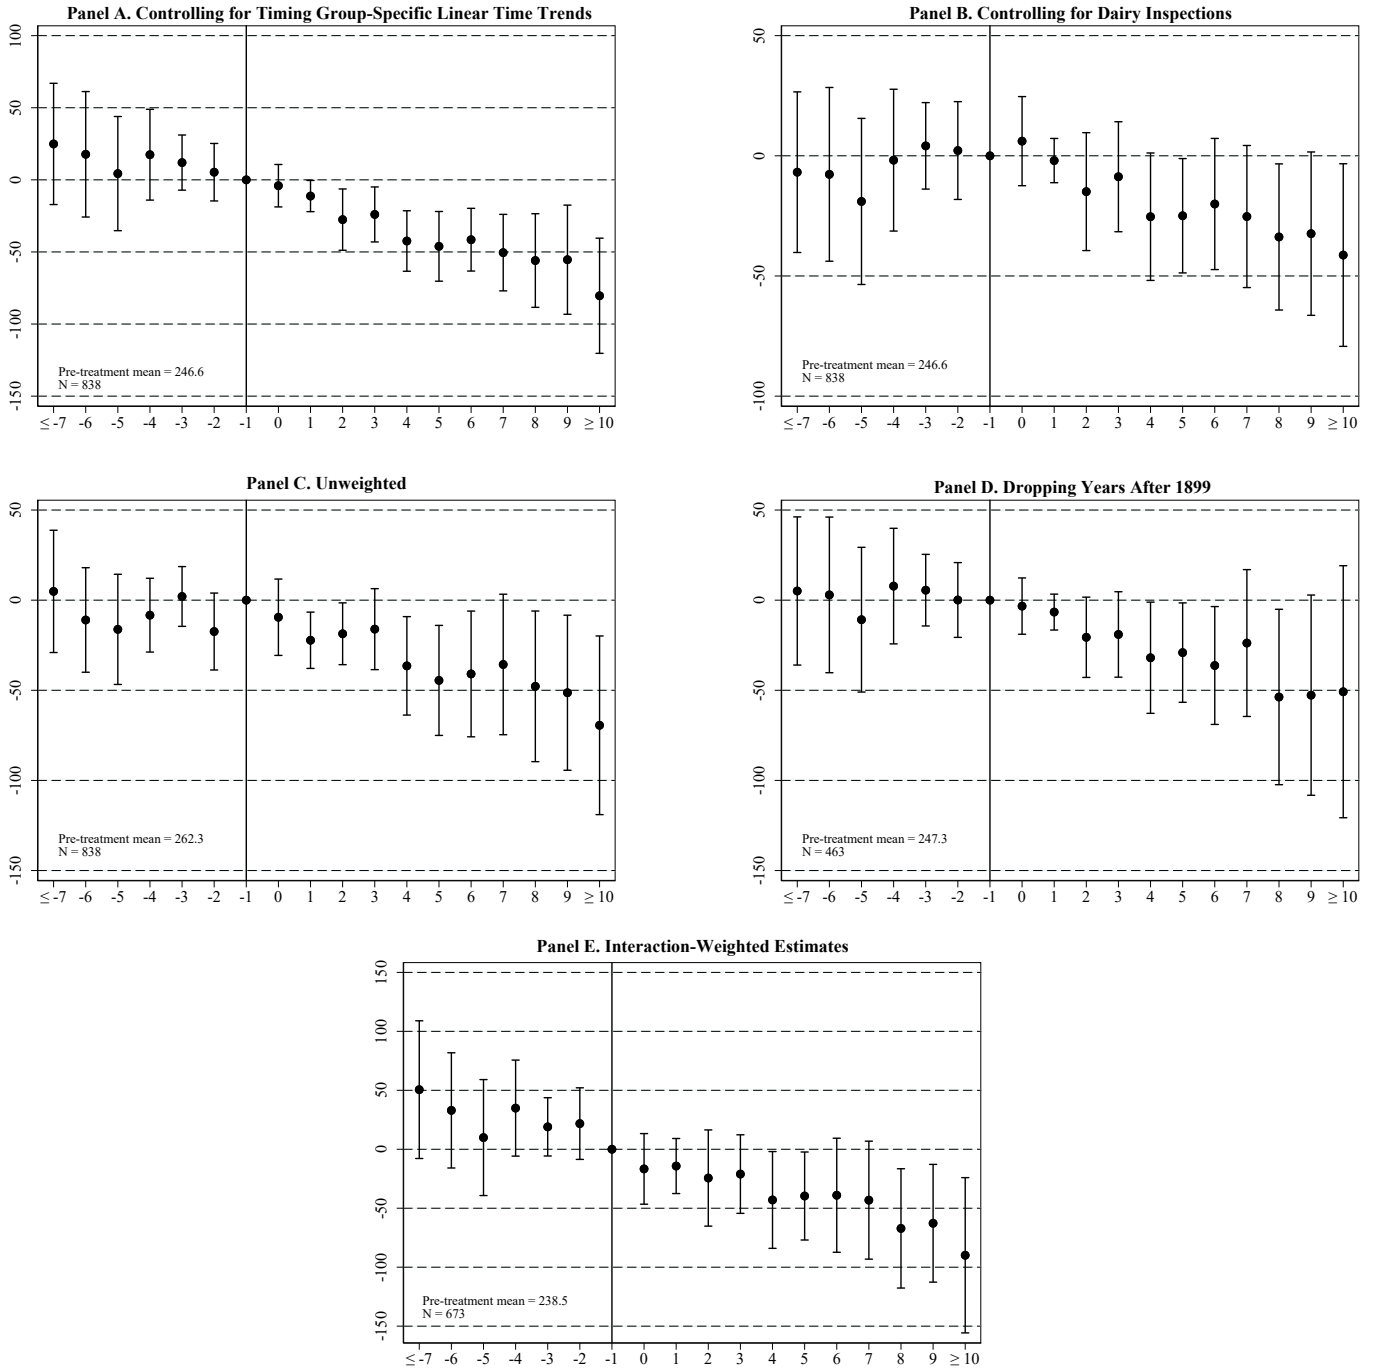 Panel A. Controlling for Timing Group-Specific Linear Time Trends
100
50
0
-50
-100
-150
Pre-treatment mean = 246.6
N = 838
≤ -7 -6 -5 -4 -3 -2 -1 0 1 2 3 4 5 6 7 8 9 ≥ 10
Panel B. Controlling for Dairy Inspections
50
0
-50
-100
Pre-treatment mean = 246.6
N = 838
≤ -7 -6 -5 -4 -3 -2 -1 0 1 2 3 4 5 6 7 8 9 ≥ 10
Panel C. Unweighted
50
0
-50
-100
-150
Pre-treatment mean = 262.3
N = 838
≤ -7 -6 -5 -4 -3 -2 -1 0 1 2 3 4 5 6 7 8 9 ≥ 10
Panel D. Dropping Years After 1899
50
0
-50
-100
-150
Pre-treatment mean = 247.3
N = 463
≤ -7 -6 -5 -4 -3 -2 -1 0 1 2 3 4 5 6 7 8 9 ≥ 10
Panel E. Interaction-Weighted Estimates
150
100
50
0
-50
-100
-150
Pre-treatment mean = 238.5
N = 673
≤ -7 -6 -5 -4 -3 -2 -1 0 1 2 3 4 5 6 7 8 9 ≥ 10